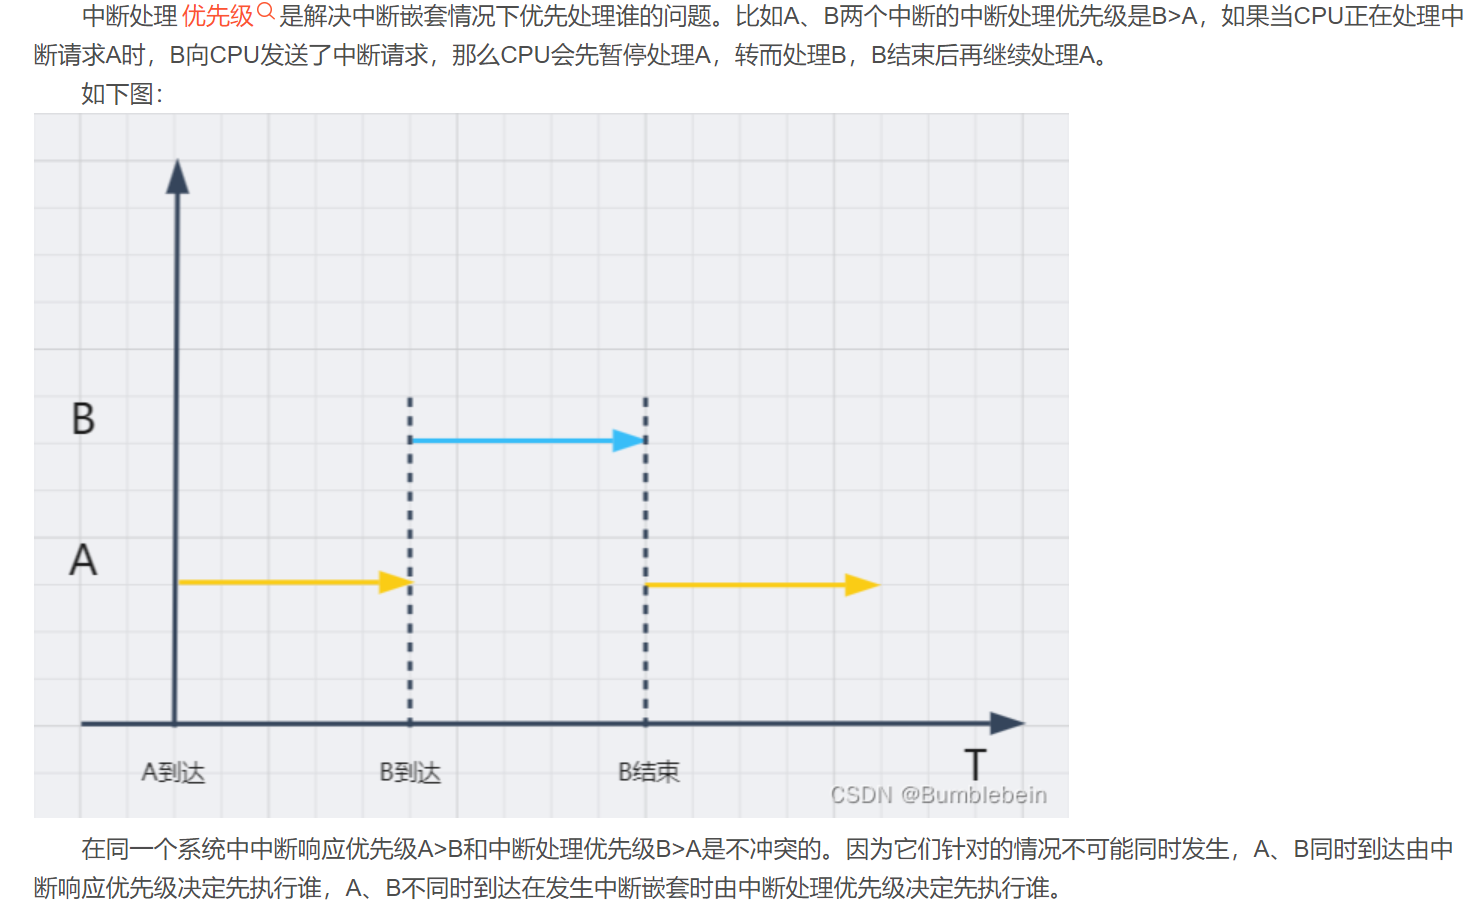 中断处理 优先级 是解决中断嵌套情况下优先处理谁的问题。比如A、B两个中断的中断处理优先级是B>A，如果当CPU正在处理中
断请求A时，B向CPU发送了中断请求，那么CPU会先暂停处理A，转而处理B，B结束后再继续处理A。
如下图：
B
A
A到达
B到达
B结束
T
CSDN @Bumblebein
在同一个系统中中断响应优先级A>B和中断处理优先级B>A是不冲突的。因为它们针对的情况不可能同时发生，A、B同时到达由中
断响应优先级决定先执行谁，A、B不同时到达在发生中断嵌套时由中断处理优先级决定先执行谁。